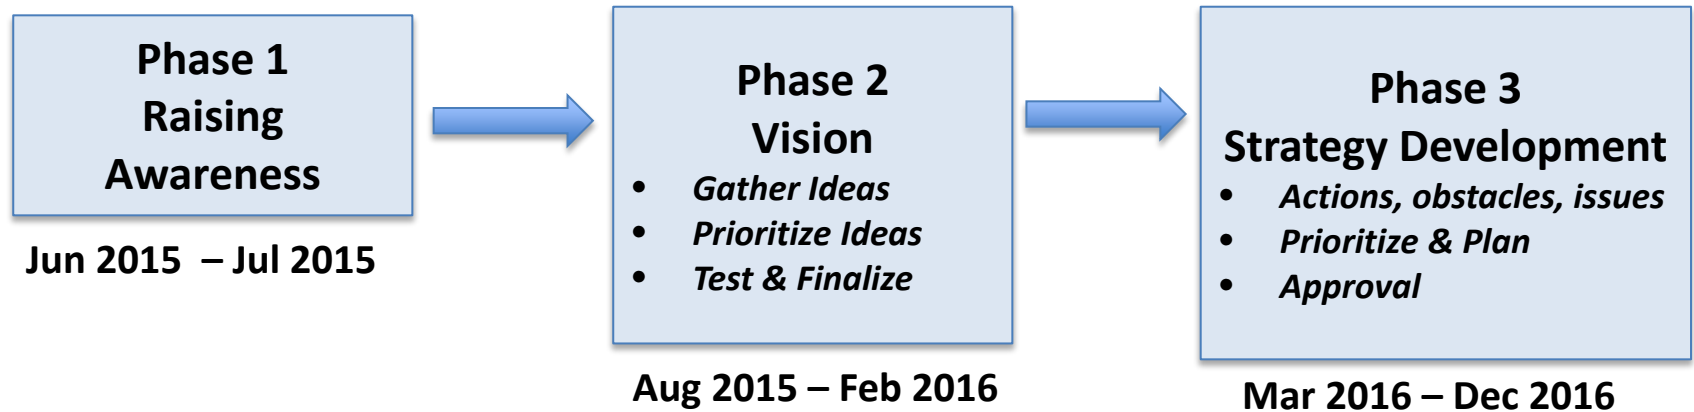 Phase 1
Raising
Awareness
Jun 2015 – Jul 2015
Phase 2
Vision
• Gather Ideas
• Prioritize Ideas
• Test & Finalize
Aug 2015 – Feb 2016
Phase 3
Strategy Development
• Actions, obstacles, issues
• Prioritize & Plan
• Approval
Mar 2016 – Dec 2016